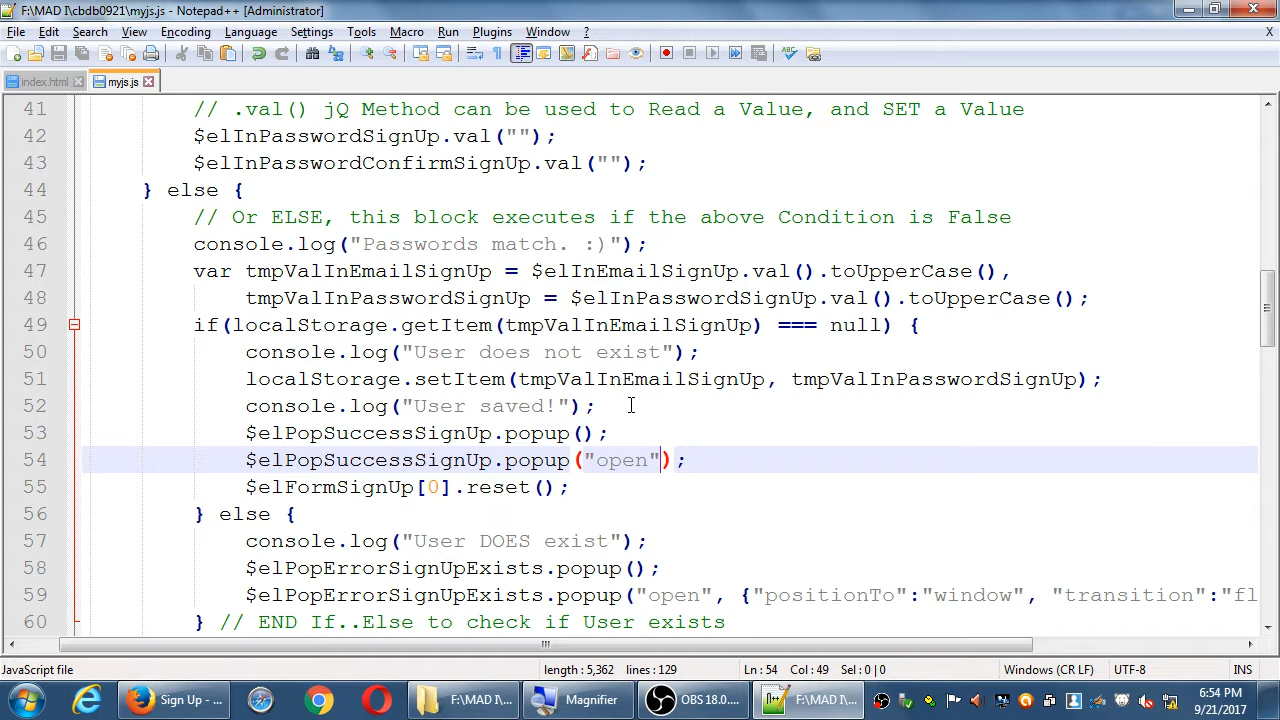 F:\MAD I\cbdb0921\myjs.js - Notepad++ [Administrator]
File Edit Search View Encoding Language Settings Tools Macro Run Plugins Window ? X
index.html myjs.js
41 // .val() jQ Method can be used to Read a Value, and SET a Value
42 $elInPasswordSignUp.val("");
43 $elInPasswordConfirmSignUp.val("");
44 } else {
45 // Or ELSE, this block executes if the above Condition is False
46 console.log("Passwords match. :)");
47 var tmpValInEmailSignUp = $elInEmailSignUp.val().toUpperCase(),
48 tmpValInPasswordSignUp = $elInPasswordSignUp.val().toUpperCase();
49 if(localStorage.getItem(tmpValInEmailSignUp) === null) {
50 console.log("User does not exist");
51 localStorage.setItem(tmpValInEmailSignUp, tmpValInPasswordSignUp);
52 console.log("User saved!");
53 $elPopSuccessSignUp.popup();
54 $elPopSuccessSignUp.popup("open");
55 $elFormSignUp[0].reset();
56 } else {
57 console.log("User DOES exist");
58 $elPopErrorSignUpExists.popup();
59 $elPopErrorSignUpExists.popup("open", {"positionTo":"window", "transition":"fl
60 } // END If..Else to check if User exists
JavaScript file length : 5,362 lines : 129 Ln : 54 Col : 49 Sel : 0 | 0 Windows (CR LF) UTF-8 INS
Sign Up - ... F:\MAD I\... Magnifier OBS 18.0.... F:\MAD I\... 6:54 PM
9/21/2017